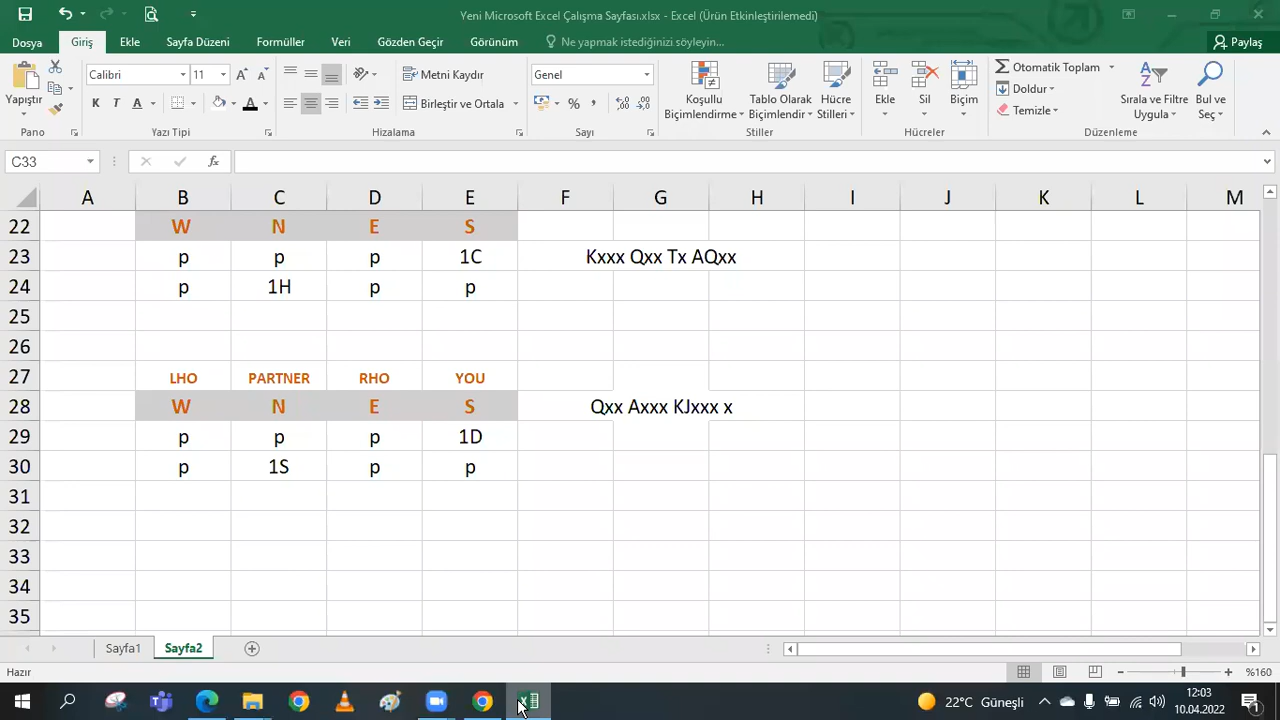 Yeni Microsoft Excel Çalışma Sayfası.xlsx - Excel (Ürün Etkinleştirilemedi)
Dosya Giriş Ekle Sayfa Düzeni Formüller Veri Gözden Geçir Görünüm Ne yapmak istediğinizi söyleyin... Paylaş
Yapıştır
Calibri 11
K T A A
Metni Kaydır
Birleştir ve Ortala
Genel
%
Koşullu Biçimlendirme
Tablo Olarak Biçimlendir
Hücre Stilleri
Ekle
Sil
Biçim
Otomatik Toplam
Doldur
Temizle
Sırala ve Filtre Uygula
Bul ve Seç
Pano Yazı Tipi Hizalama Sayı Stiller Hücreler Düzenleme
C33 fx
A B C D E F G H I J K L M
22 W N E S
23 p p p 1C Kxxx Qxx Tx AQxx
24 p 1H p p
25
26
27 LHO PARTNER RHO YOU
28 W N E S Qxx Axxx KJxxx x
29 p p p 1D
30 p 1S p p
31
32
33
34
35
Sayfa1 Sayfa2
Hazır %160
22°C Güneşli 12:03
10.04.2022 1